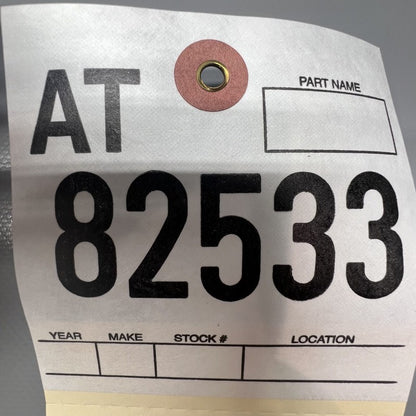 AT
PART NAME
82533
YEAR MAKE STOCK # LOCATION